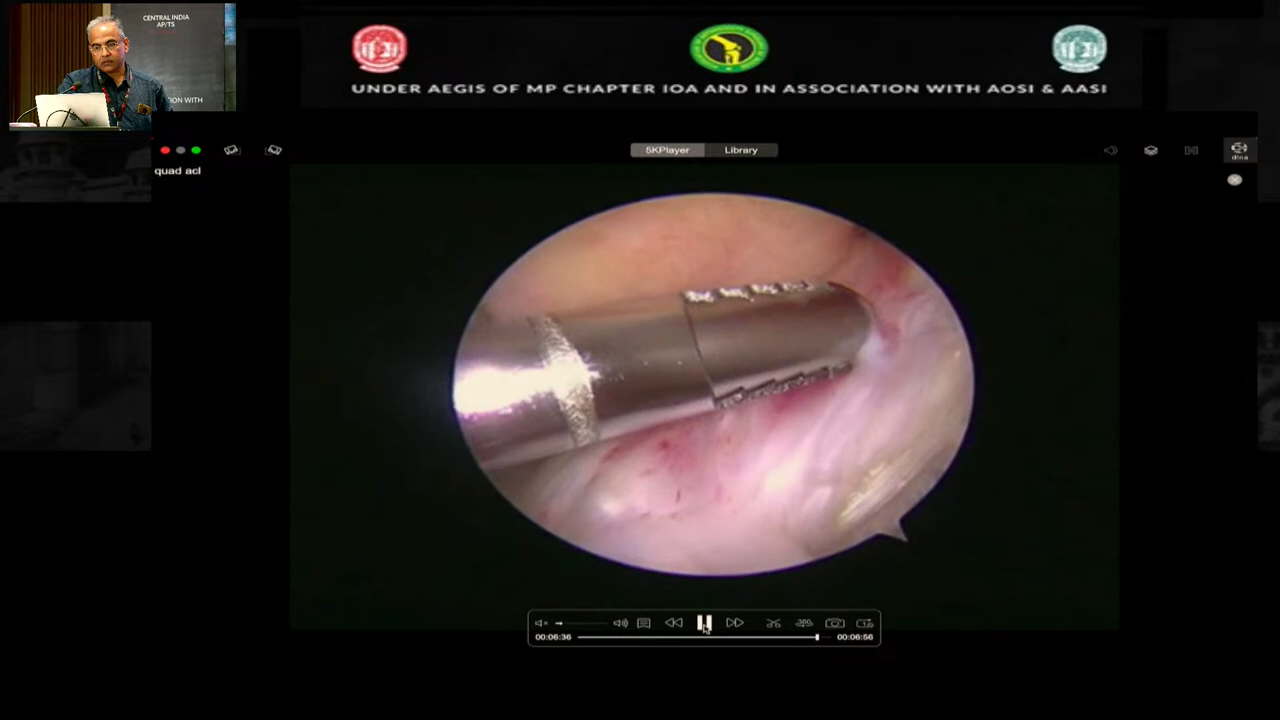 CENTRAL INDIA
AP/TS
ION WITH
UNDER AEGIS OF MP CHAPTER IOA AND IN ASSOCIATION WITH AOSI & AASI
5KPlayer
Library
dlna
quad acl
00:06:36
00:06:56